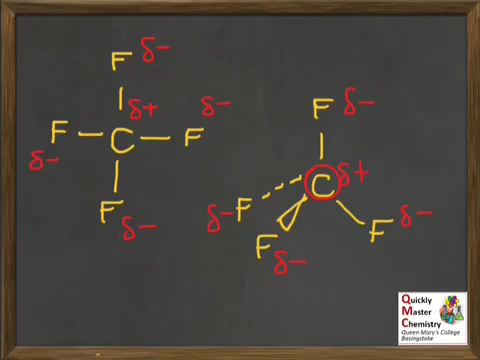 F δ−
δ+
F C F δ−
δ−
F δ−
F δ−
C δ+
δ− F
F δ−
F δ−
Quickly
Master
Chemistry
Queen Mary's College
Basingstoke